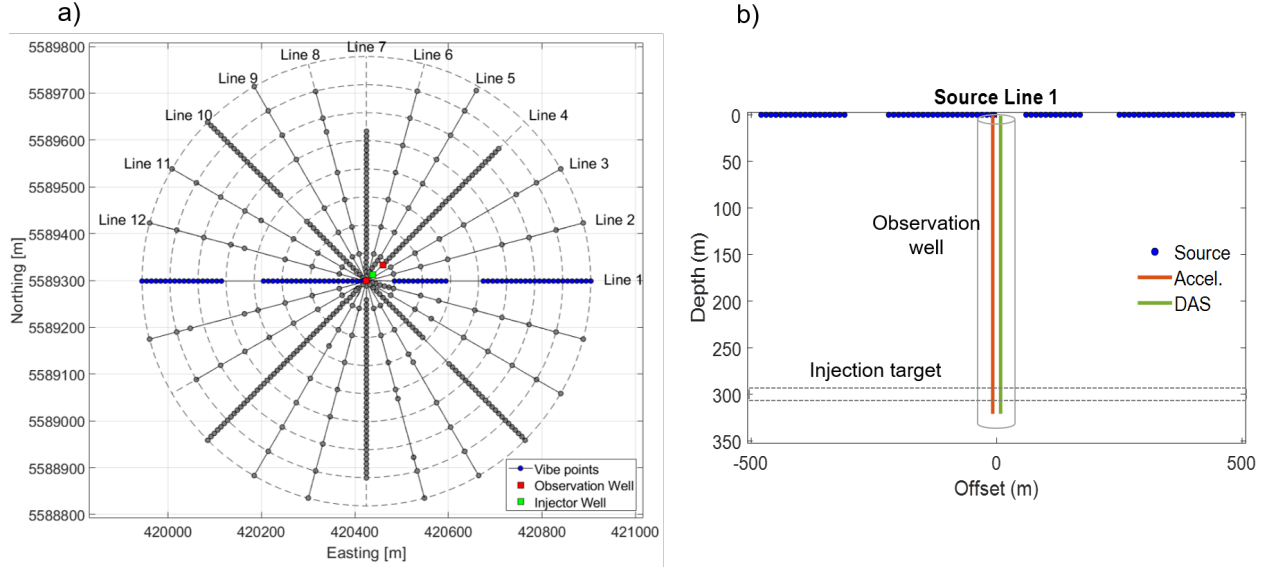 a)
5589800
5589700
5589600
5589500
5589400
5589300
5589200
5589100
5589000
5588900
5588800
Northing [m]
Line 7
Line 8
Line 6
Line 9
Line 5
Line 10
Line 4
Line 11
Line 3
Line 12
Line 2
Line 1
Vibe points
Observation Well
Injector Well
420000
420200
420400
420600
420800
421000
Easting [m]
b)
Source Line 1
0
50
100
150
200
250
300
350
Depth (m)
Observation
well
Source
Accel.
DAS
Injection target
-500
0
500
Offset (m)